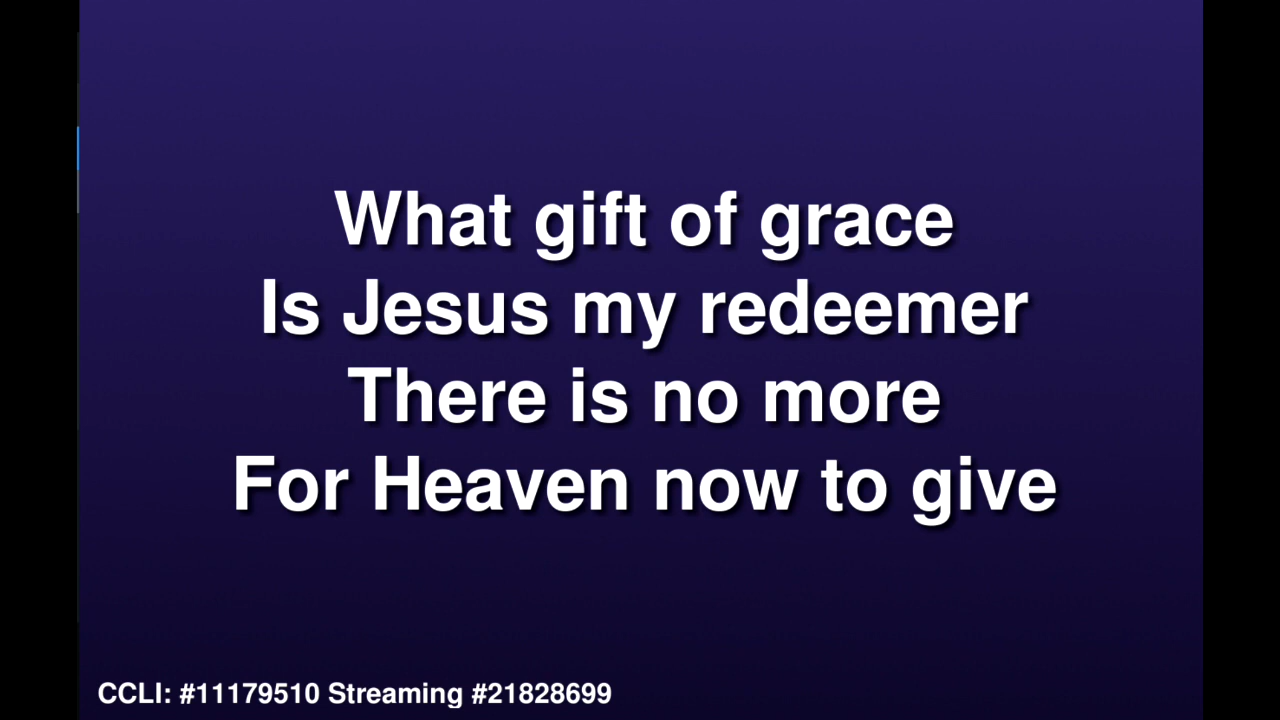 What gift of grace
Is Jesus my redeemer
There is no more
For Heaven now to give
CCLI: #11179510 Streaming #21828699